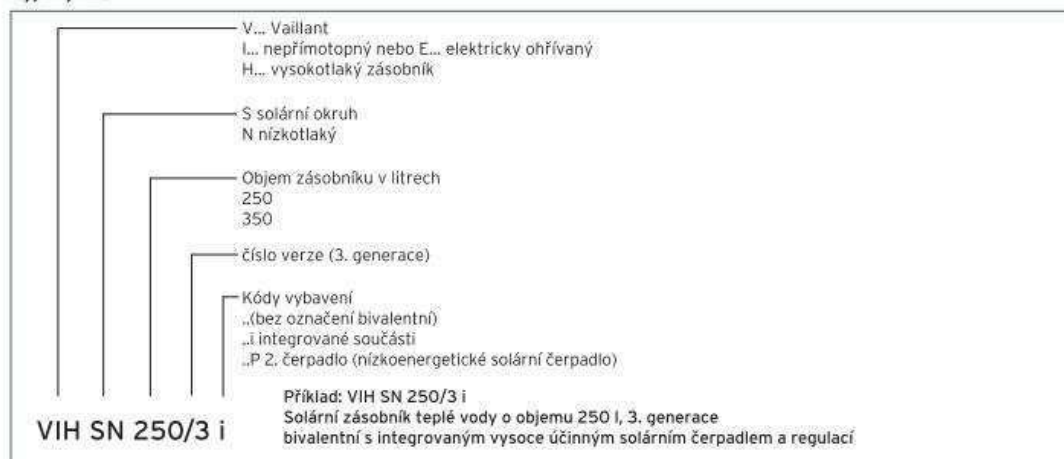 V... Vaillant
I... nepřímotopný nebo E... elektricky ohřívaný
H... vysokotlaký zásobník
S solární okruh
N nízkotlaký
Objem zásobníku v litrech
250
350
číslo verze (3. generace)
Kódy vybavení
..(bez označení bivalentní)
..i integrované součásti
..P 2. čerpadlo (nízkoenergetické solární čerpadlo)
Příklad: VIH SN 250/3 i
Solární zásobník teplé vody o objemu 250 l, 3. generace
bivalentní s integrovaným vysoce účinným solárním čerpadlem a regulací
VIH SN 250/3 i